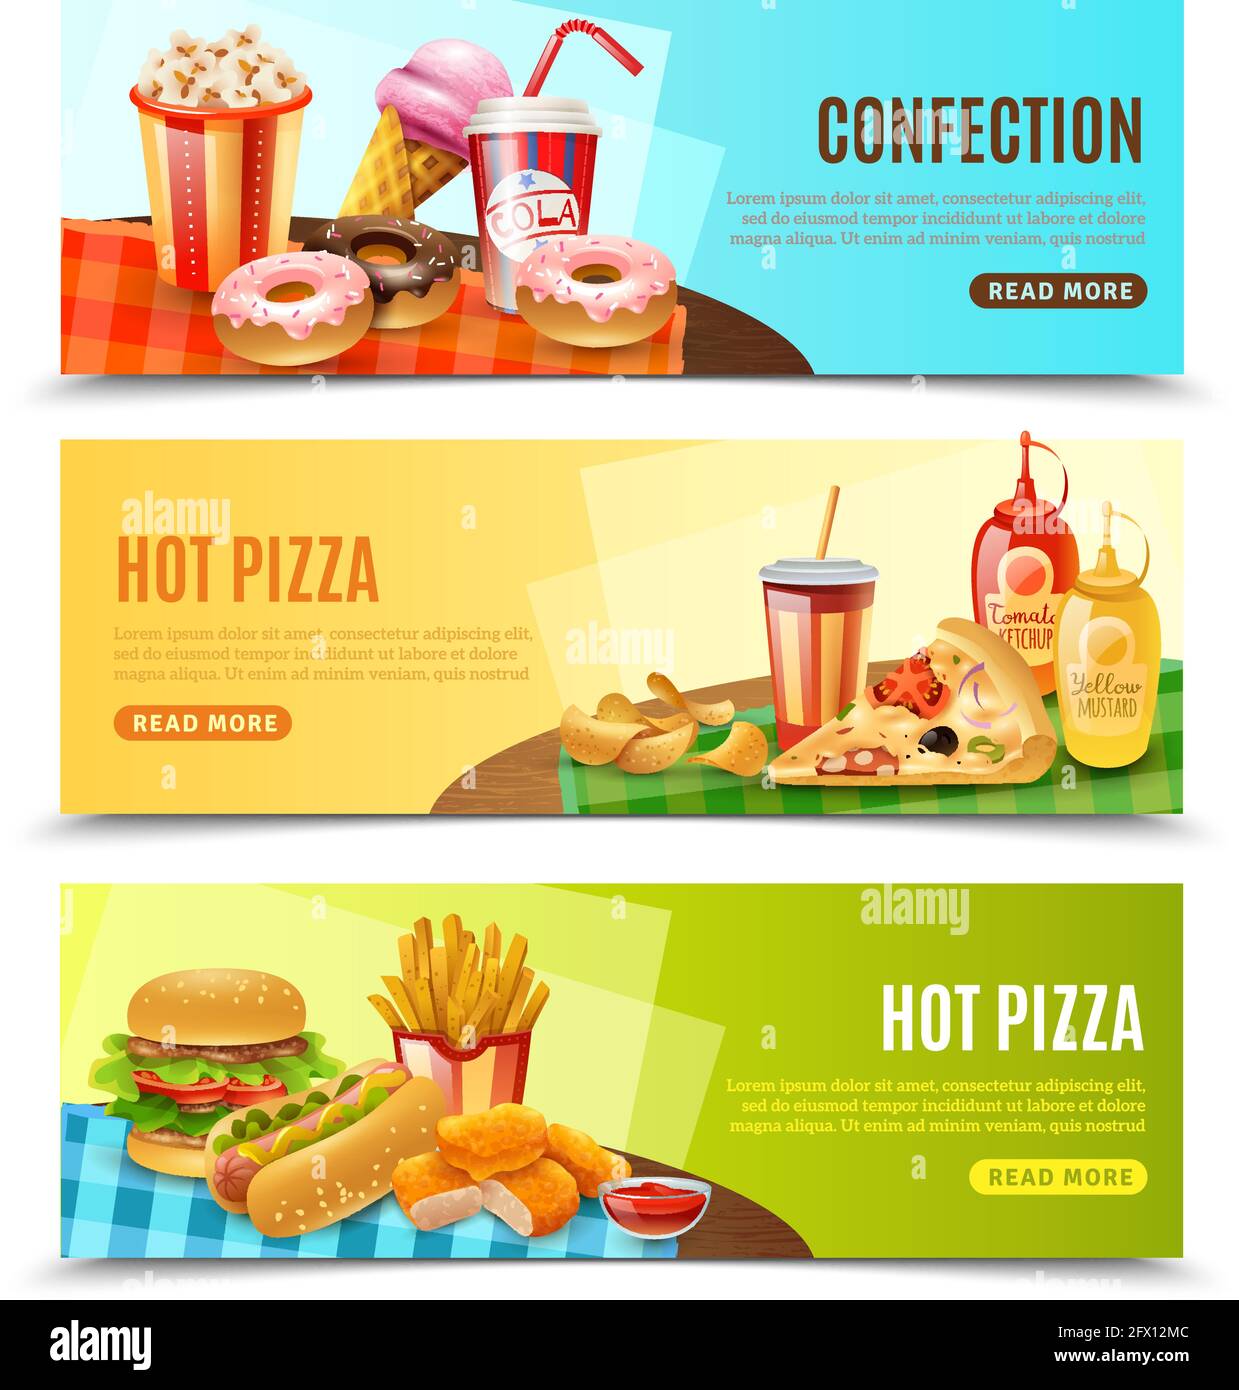 CONFECTION
Lorem ipsum dolor sit amet, consectetur adipiscing elit,
sed do eiusmod tempor incididunt ut labore et dolore
magna aliqua. Ut enim ad minim veniam, quis nostrud
READ MORE
COLA
HOT PIZZA
Lorem ipsum dolor sit amet, consectetur adipiscing elit,
sed do eiusmod tempor incididunt ut labore et dolore
magna aliqua. Ut enim ad minim veniam, quis nostrud
READ MORE
Tomato
KETCHUP
Yellow
MUSTARD
HOT PIZZA
Lorem ipsum dolor sit amet, consectetur adipiscing elit,
sed do eiusmod tempor incididunt ut labore et dolore
magna aliqua. Ut enim ad minim veniam, quis nostrud
READ MORE
alamy
Image ID: 2FX12MC
www.alamy.com